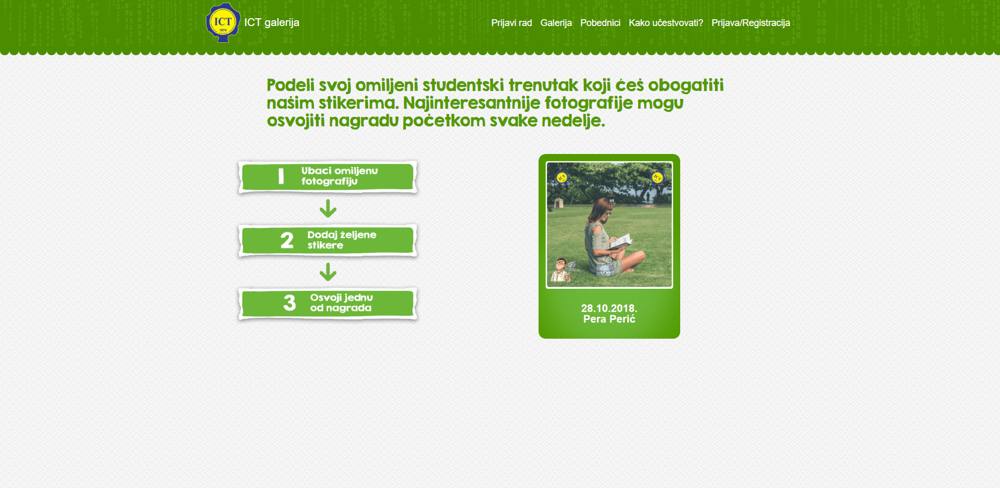 ICT
1974
ICT galerija
Prijavi rad
Galerija
Pobednici
Kako učestvovati?
Prijava/Registracija
Podeli svoj omiljeni studentski trenutak koji ćeš obogatiti
našim stikerima. Najinteresantnije fotografije mogu
osvojiti nagradu početkom svake nedelje.
1
Ubaci omiljenu
fotografiju
2
Dodaj željene
stikere
3
Osvoji jednu
od nagrada
ICT
ICT
28.10.2018.
Pera Perić